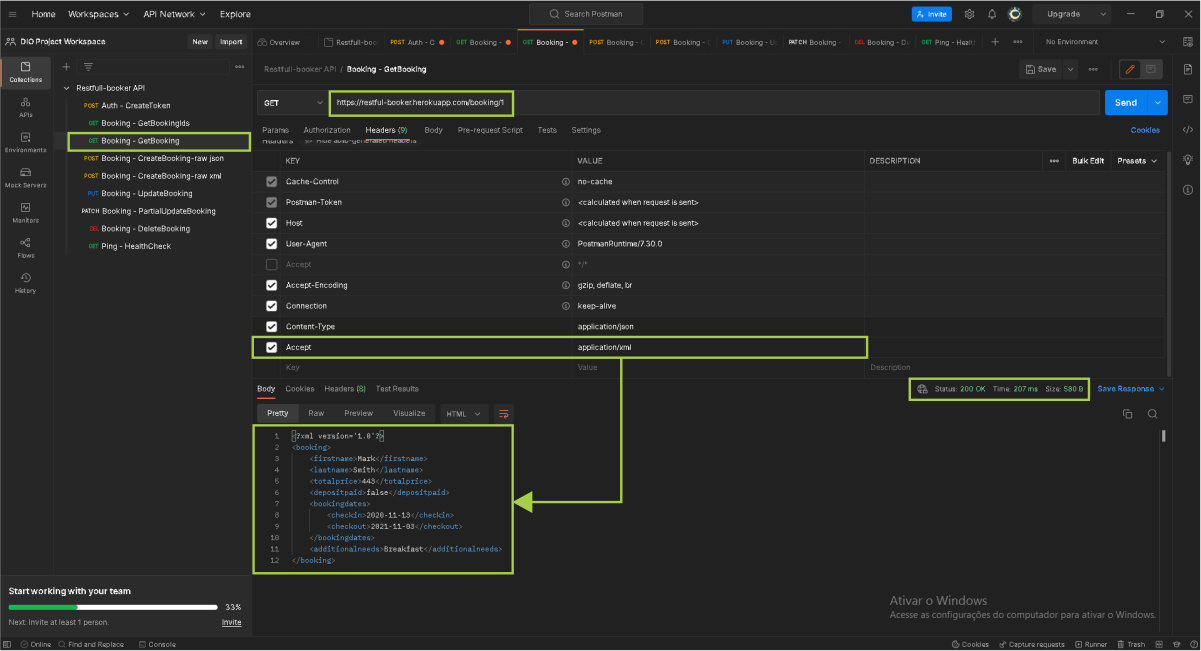 Home Workspaces API Network Explore Search Postman Invite Upgrade
DIO Project Workspace New Import Overview Restfull-boo POST Auth - C GET Booking - GET Booking - POST Booking - POST Booking - PUT Booking - PATCH Booking - DEL Booking - GET Ping - Healt No Environment
Collections
APIs
Environments
Mock Servers
Monitors
Flows
History
Restfull-booker API
POST Auth - CreateToken
GET Booking - GetBookingIds
GET Booking - GetBooking
POST Booking - CreateBooking-raw json
POST Booking - CreateBooking-raw xml
PUT Booking - UpdateBooking
PATCH Booking - PartialUpdateBooking
DEL Booking - DeleteBooking
GET Ping - HealthCheck
Restfull-booker API / Booking - GetBooking Save
GET https://restful-booker.herokuapp.com/booking/1 Send
Params Authorization Headers (9) Body Pre-request Script Tests Settings Cookies
Headers Hide auto-generated headers
KEY VALUE DESCRIPTION Bulk Edit Presets
Cache-Control no-cache
Postman-Token <calculated when request is sent>
Host <calculated when request is sent>
User-Agent PostmanRuntime/7.30.0
Accept */*
Accept-Encoding gzip, deflate, br
Connection keep-alive
Content-Type application/json
Accept application/xml
Key Value Description
Body Cookies Headers (8) Test Results Status: 200 OK Time: 207 ms Size: 580 B Save Response
Pretty Raw Preview Visualize HTML
1 <?xml version='1.0'?>
2 <booking>
3 <firstname>Mark</firstname>
4 <lastname>Smith</lastname>
5 <totalprice>443</totalprice>
6 <depositpaid>false</depositpaid>
7 <bookingdates>
8 <checkin>2020-11-13</checkin>
9 <checkout>2021-11-03</checkout>
10 </bookingdates>
11 <additionalneeds>Breakfast</additionalneeds>
12 </booking>
Start working with your team
33%
Next: Invite at least 1 person. Invite
Ativar o Windows
Acesse as configurações do computador para ativar o Windows.
Online Find and Replace Console Cookies Capture requests Runner Trash